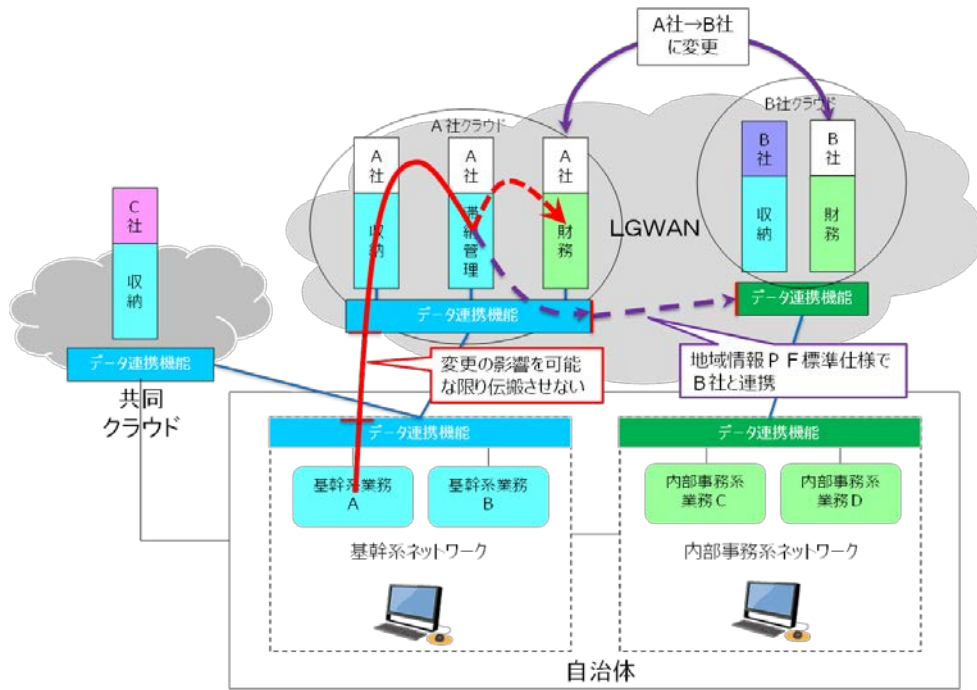 A社→B社
に変更
A社クラウド
B社クラウド
A社
収納
A社
滞納管理
A社
財務
LGWAN
B社
収納
B社
財務
C社
収納
データ連携機能
データ連携機能
データ連携機能
共同
クラウド
変更の影響を可能
な限り伝搬させない
地域情報PF標準仕様で
B社と連携
データ連携機能
データ連携機能
基幹系業務
A
基幹系業務
B
内部事務系
業務C
内部事務系
業務D
基幹系ネットワーク
内部事務系ネットワーク
自治体